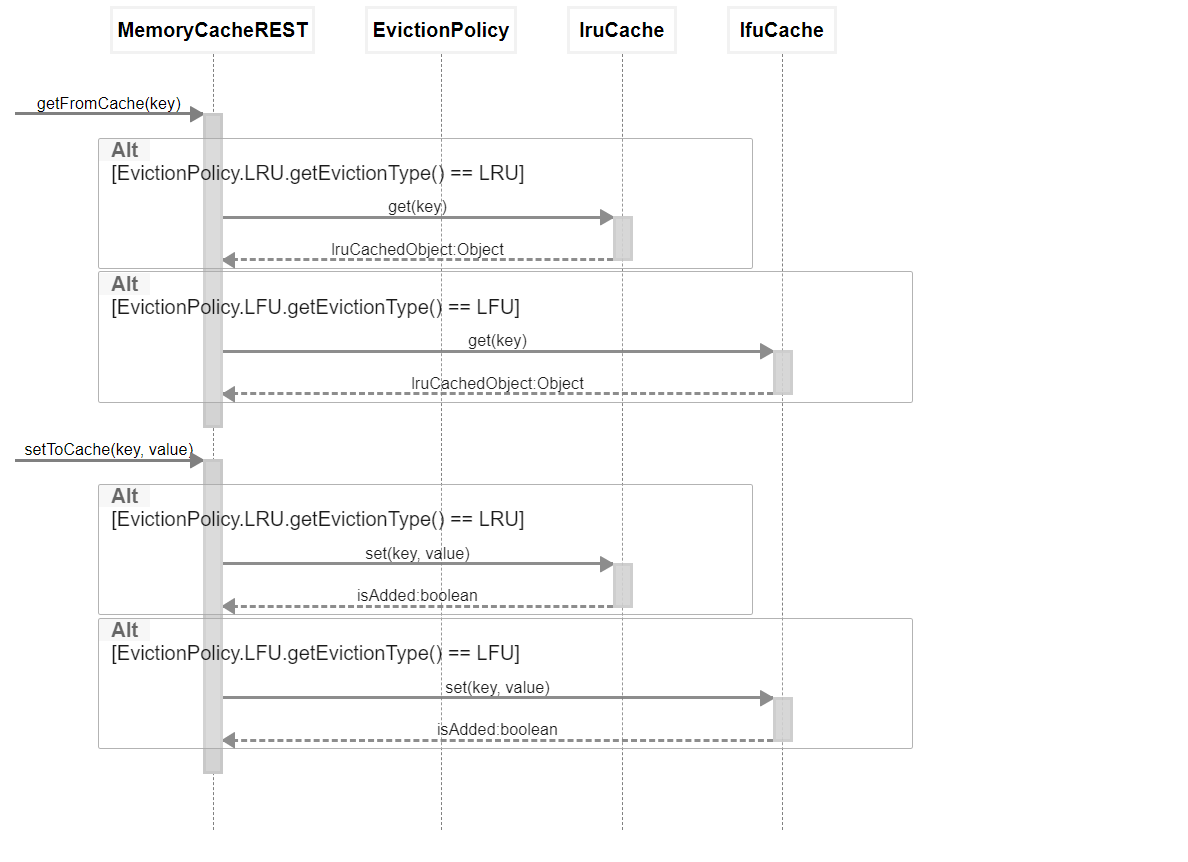 MemoryCacheREST EvictionPolicy lruCache lfuCache
getFromCache(key)
Alt
[EvictionPolicy.LRU.getEvictionType() == LRU]
get(key)
lruCachedObject:Object
Alt
[EvictionPolicy.LFU.getEvictionType() == LFU]
get(key)
lruCachedObject:Object
setToCache(key, value)
Alt
[EvictionPolicy.LRU.getEvictionType() == LRU]
set(key, value)
isAdded:boolean
Alt
[EvictionPolicy.LFU.getEvictionType() == LFU]
set(key, value)
isAdded:boolean